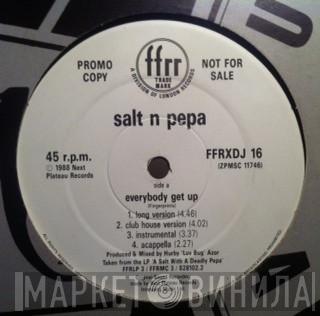 PROMO COPY
ffrr
TRADE MARK
A DIVISION OF LONDON RECORDS
NOT FOR SALE
salt n pepa
45 r.p.m.
℗ 1988 Next Plateau Records
FFRXDJ 16
(ZPMSC 11746)
side a
everybody get up
(Fingerprints)
1. long version (4.46)
2. club house version (4.02)
3. instrumental (3.37)
4. acappella (2.27)
Produced & Mixed by Hurby 'Luv Bug' Azor
Taken from the LP 'A Salt With A Deadly Pepa'
FFRLP 3 / FFRMC 3 / 828102.2
МАРКЕТ ВИНИЛА